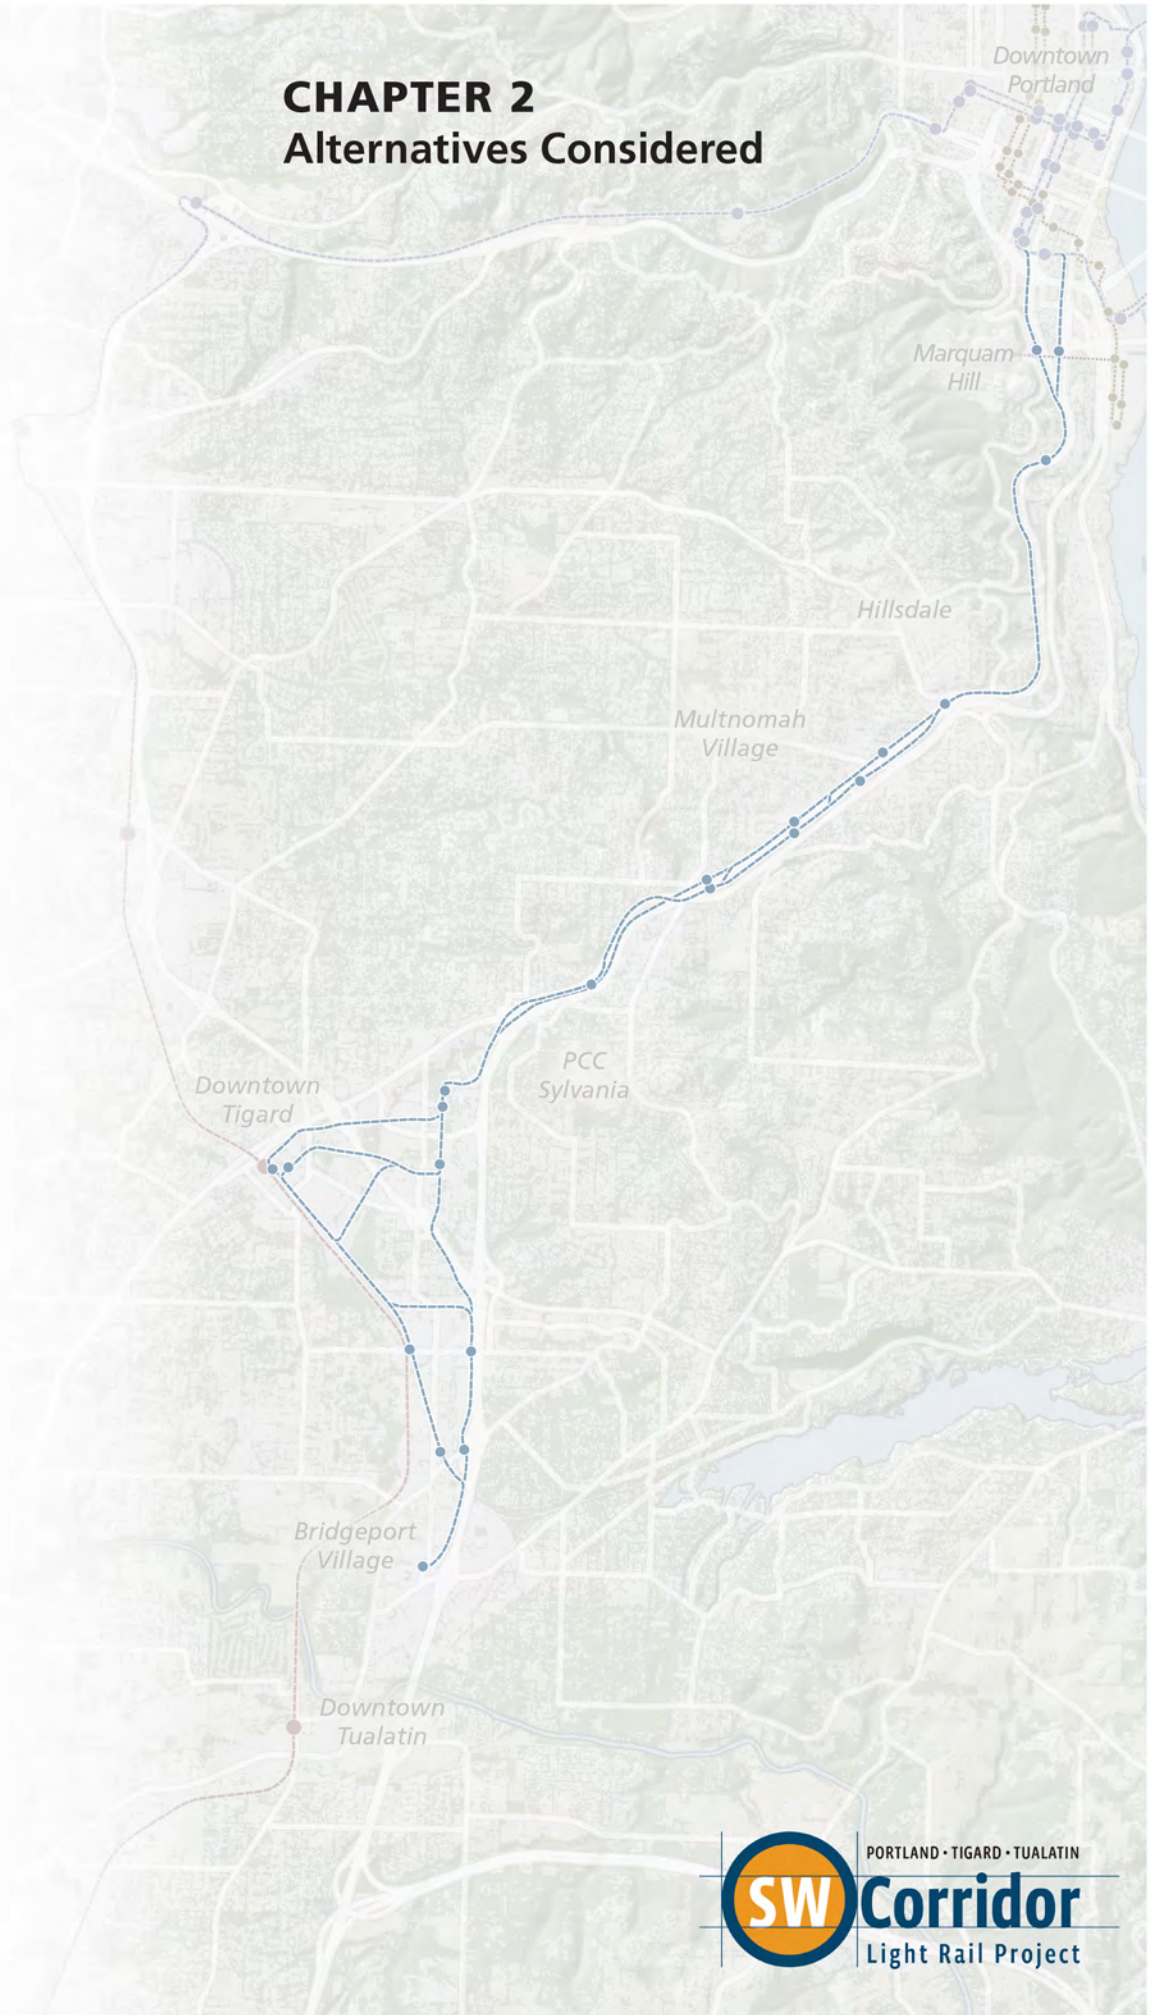 CHAPTER 2
Alternatives Considered
Downtown
Portland
Marquam
Hill
Hillsdale
Multnomah
Village
PCC
Sylvania
Downtown
Tigard
Bridgeport
Village
Downtown
Tualatin
PORTLAND • TIGARD • TUALATIN
SW Corridor
Light Rail Project